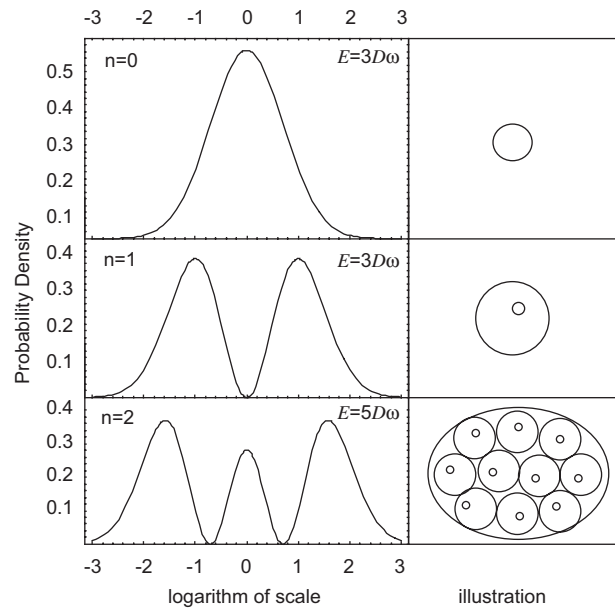 -3 -2 -1 0 1 2 3
n=0
E=3Dω
0.5
0.4
0.3
0.2
0.1
n=1
E=3Dω
0.4
0.3
0.2
0.1
n=2
E=5Dω
0.4
0.3
0.2
0.1
Probability Density
-3 -2 -1 0 1 2 3
logarithm of scale
illustration